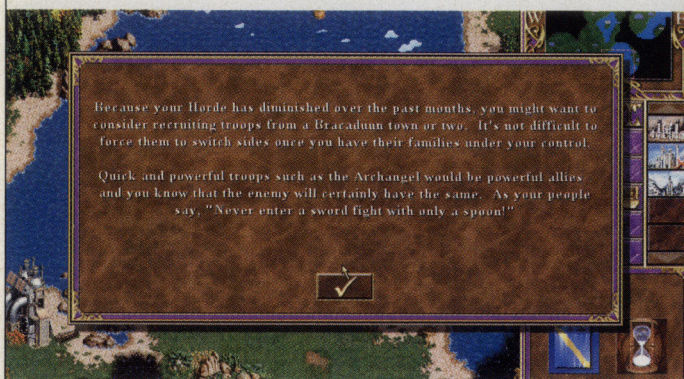 W
Because your Horde has diminished over the past months, you might want to
consider recruiting troops from a Bracaduun town or two. It's not difficult to
force them to switch sides once you have their families under your control.
Quick and powerful troops such as the Archangel would be powerful allies
and you know that the enemy will certainly have the same. As your people
say, "Never enter a sword fight with only a spoon!"